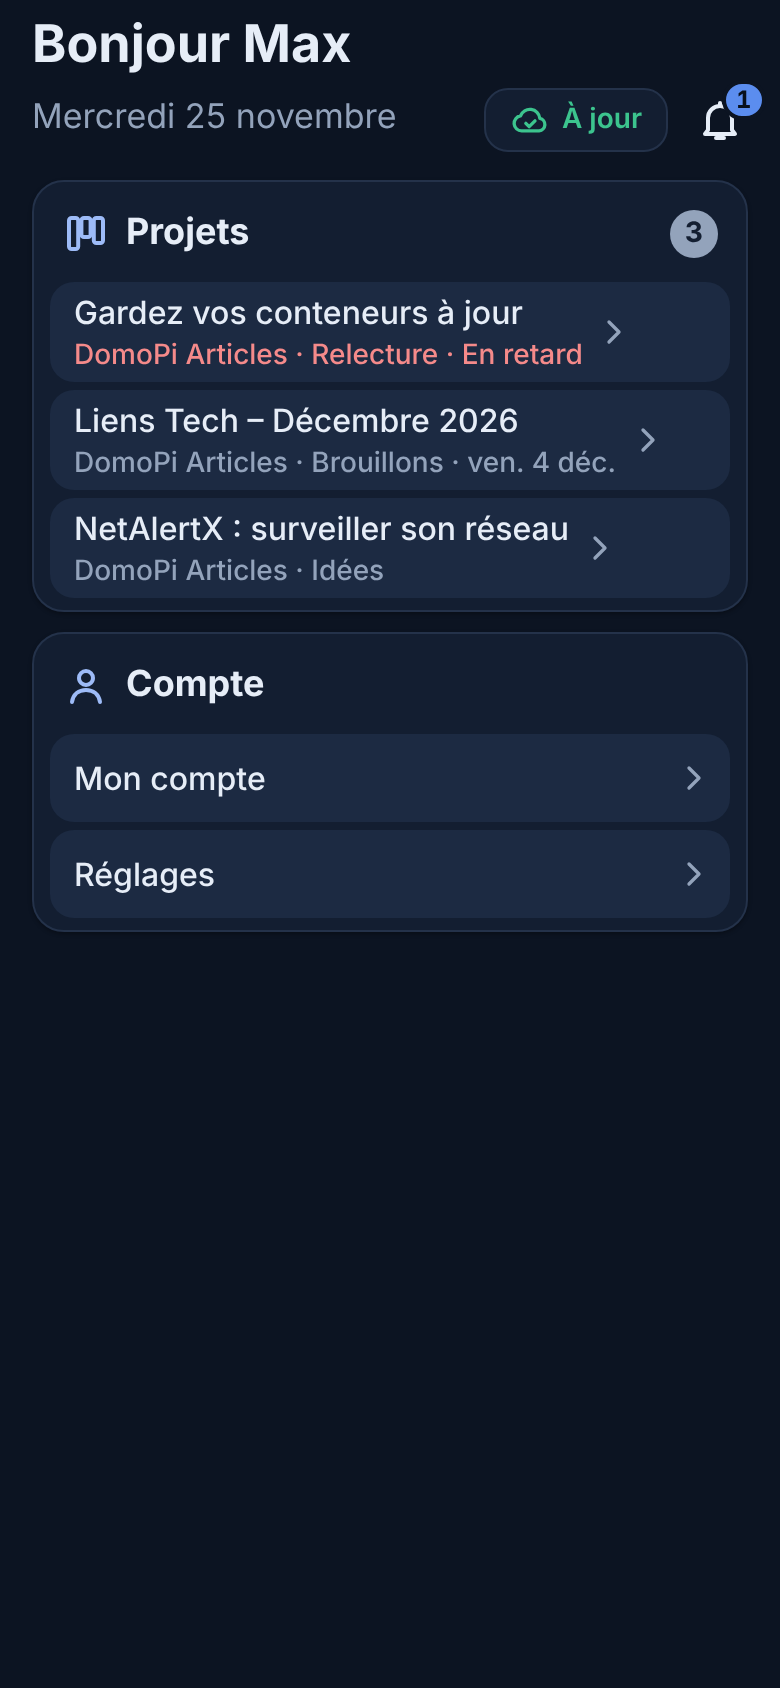 Bonjour Max
Mercredi 25 novembre
À jour
1
Projets
3
Gardez vos conteneurs à jour
DomoPi Articles · Relecture · En retard
Liens Tech – Décembre 2026
DomoPi Articles · Brouillons · ven. 4 déc.
NetAlertX : surveiller son réseau
DomoPi Articles · Idées
Compte
Mon compte
Réglages